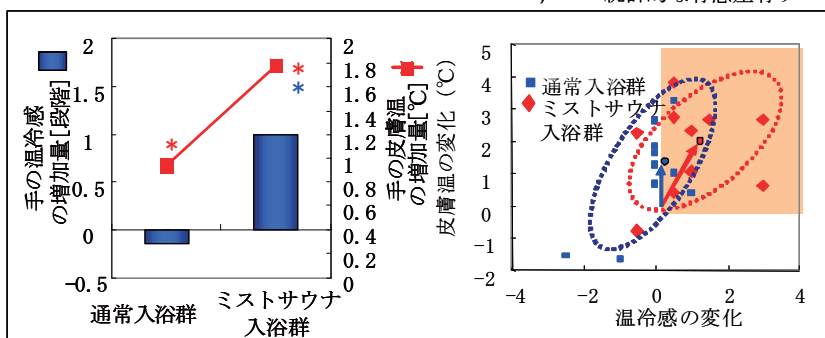 手の温冷感
の増加量[段階]
2
1.5
1
0.5
0
-0.5
*
*
*
通常入浴群
ミストサウナ
入浴群
2
1.8
1.6
1.4
1.2
1
0.8
0.6
0.4
0.2
0
手の皮膚温
の増加量[℃]
皮膚温の変化(℃)
5
4
3
2
1
0
-1
-2
通常入浴群
ミストサウナ
入浴群
-4
-2
0
2
4
温冷感の変化